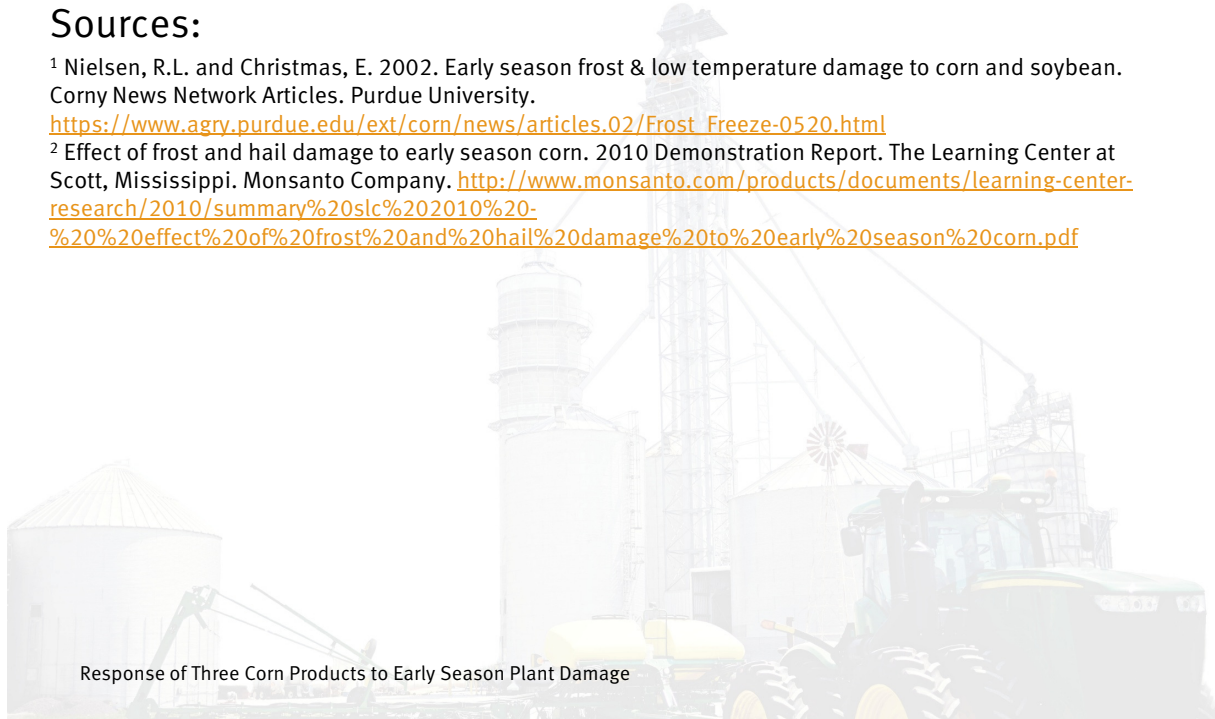 Sources:
¹ Nielsen, R.L. and Christmas, E. 2002. Early season frost & low temperature damage to corn and soybean.
Corny News Network Articles. Purdue University.
https://www.agry.purdue.edu/ext/corn/news/articles.02/Frost_Freeze-0520.html
² Effect of frost and hail damage to early season corn. 2010 Demonstration Report. The Learning Center at
Scott, Mississippi. Monsanto Company. http://www.monsanto.com/products/documents/learning-center-
research/2010/summary%20slc%202010%20-
%20%20effect%20of%20frost%20and%20hail%20damage%20to%20early%20season%20corn.pdf
Response of Three Corn Products to Early Season Plant Damage